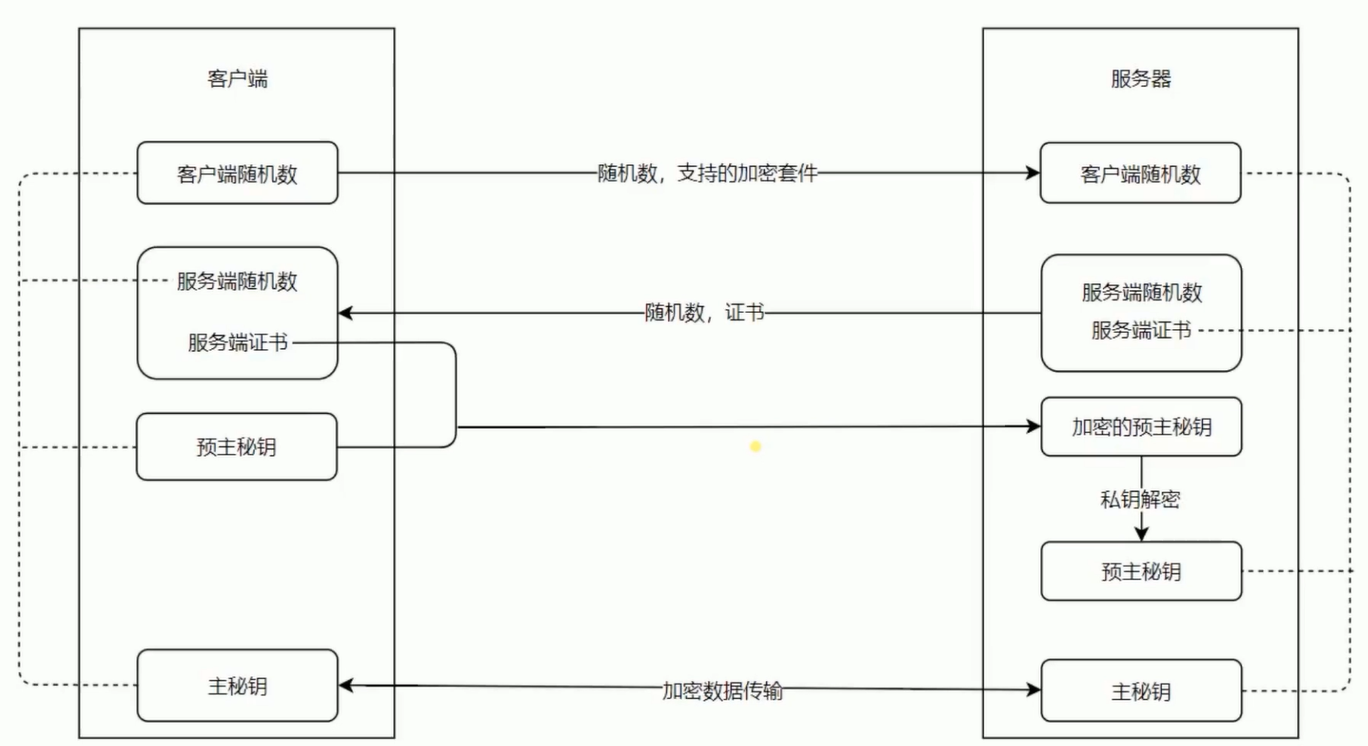 客户端
服务器
客户端随机数
随机数，支持的加密套件
客户端随机数
服务端随机数
服务端证书
随机数，证书
服务端随机数
服务端证书
预主秘钥
加密的预主秘钥
私钥解密
预主秘钥
主秘钥
加密数据传输
主秘钥